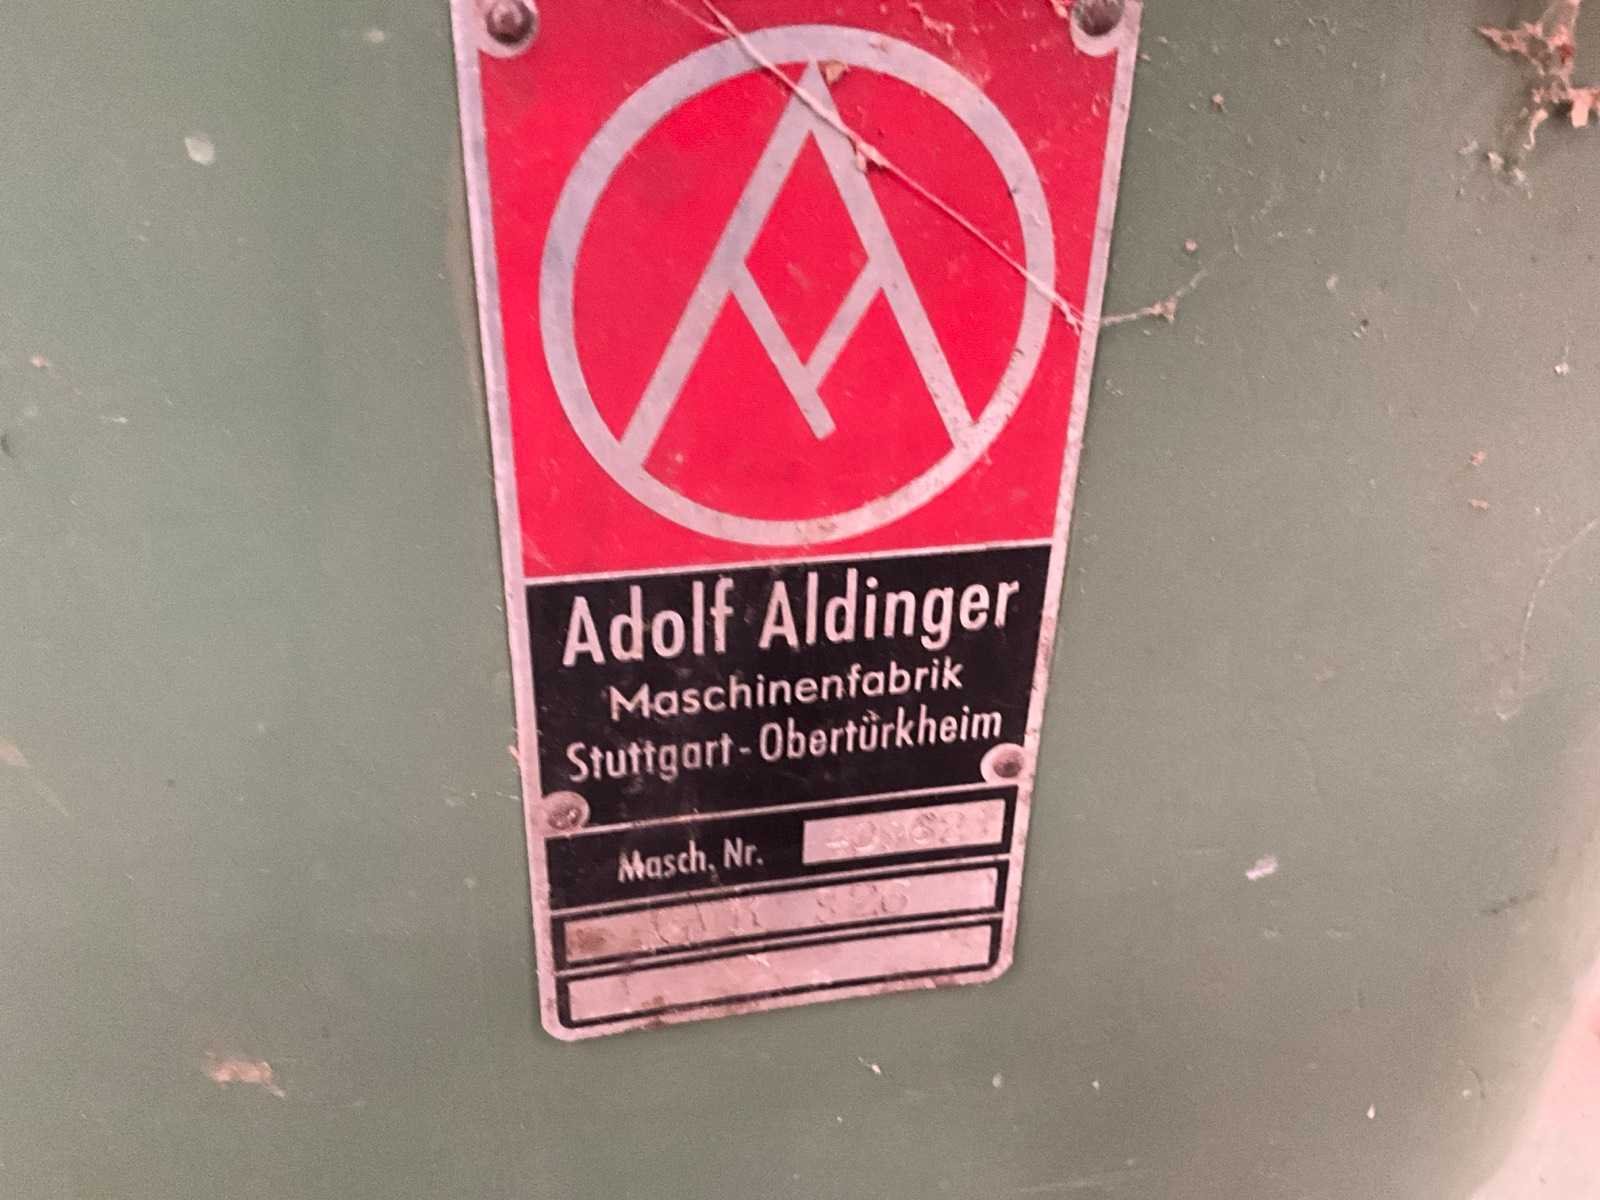 Adolf Aldinger
Maschinenfabrik
Stuttgart-Obertürkheim
Masch. Nr.